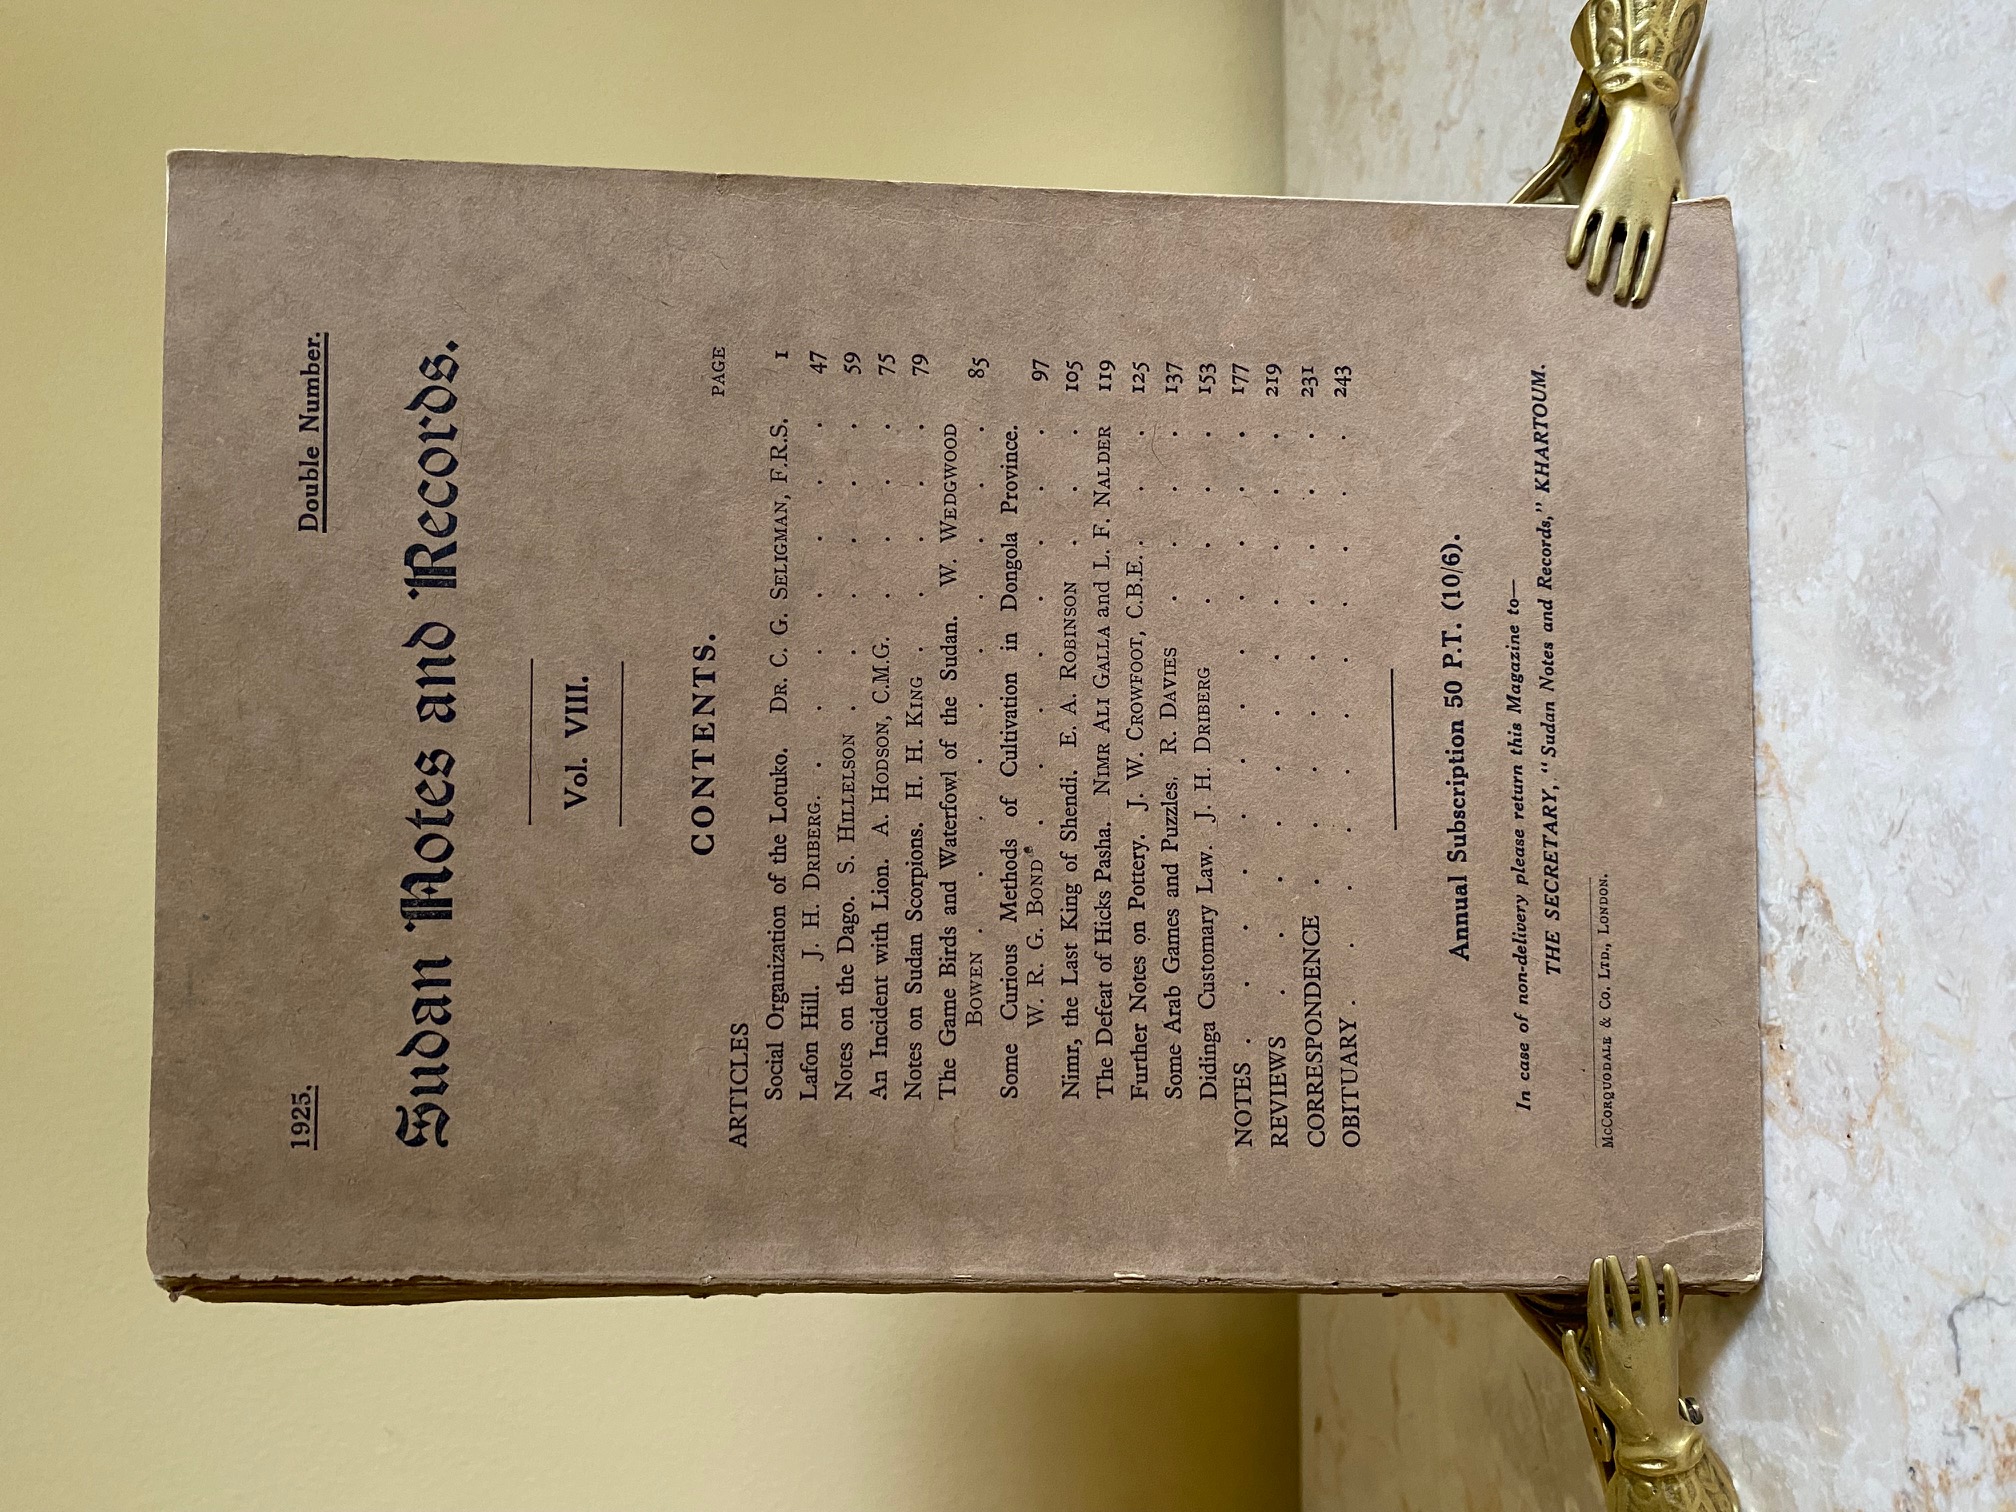 1925. Double Number.
Sudan Notes and Records.
Vol. VIII.
CONTENTS.
PAGE
ARTICLES
Social Organization of the Lotuko. DR. C. G. SELIGMAN, F.R.S. 1
Lafon Hill. J. H. DRIBERG. . . . . . . . 47
Notes on the Dago. S. HILLELSON . . . . . . 59
An Incident with Lion. A. HODSON, C.M.G. . . . . 75
Notes on Sudan Scorpions. H. H. KING . . . . . 79
The Game Birds and Waterfowl of the Sudan. W. WEDGWOOD
BOWEN . . . . . . . . . . 85
Some Curious Methods of Cultivation in Dongola Province.
W. R. G. BOND . . . . . . . . 97
Nimr, the Last King of Shendi. E. A. ROBINSON . . . 105
The Defeat of Hicks Pasha. NIMR ALI GALLA and L. F. NALDER 119
Further Notes on Pottery. J. W. CROWFOOT, C.B.E. . . . 125
Some Arab Games and Puzzles. R. DAVIES . . . . 137
Didinga Customary Law. J. H. DRIBERG . . . . 153
NOTES . . . . . . . . . . . . 177
REVIEWS . . . . . . . . . . . 219
CORRESPONDENCE . . . . . . . . . 231
OBITUARY . . . . . . . . . . . 243
Annual Subscription 50 P.T. (10/6).
In case of non-delivery please return this Magazine to—
THE SECRETARY, "Sudan Notes and Records," KHARTOUM.
MCCORQUODALE & CO. LTD., LONDON.